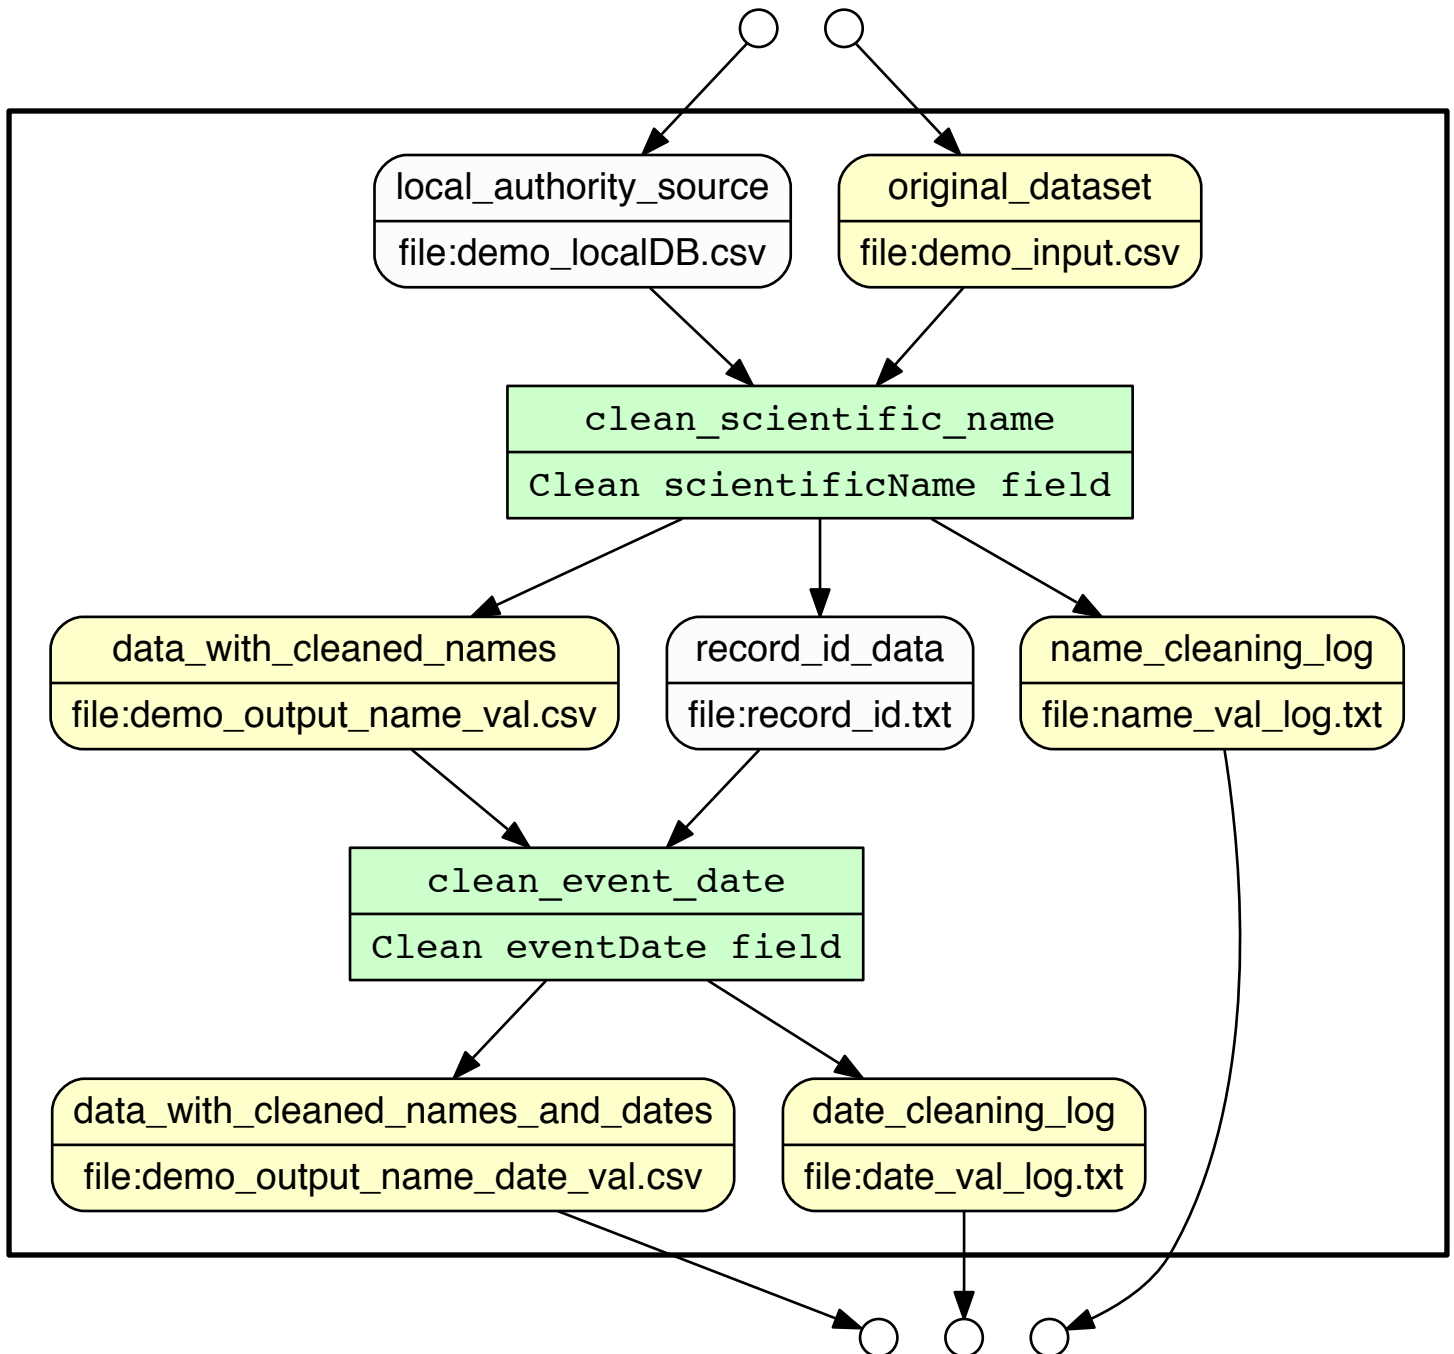 local_authority_source
file:demo_localDB.csv
original_dataset
file:demo_input.csv
clean_scientific_name
Clean scientificName field
data_with_cleaned_names
file:demo_output_name_val.csv
record_id_data
file:record_id.txt
name_cleaning_log
file:name_val_log.txt
clean_event_date
Clean eventDate field
data_with_cleaned_names_and_dates
file:demo_output_name_date_val.csv
date_cleaning_log
file:date_val_log.txt